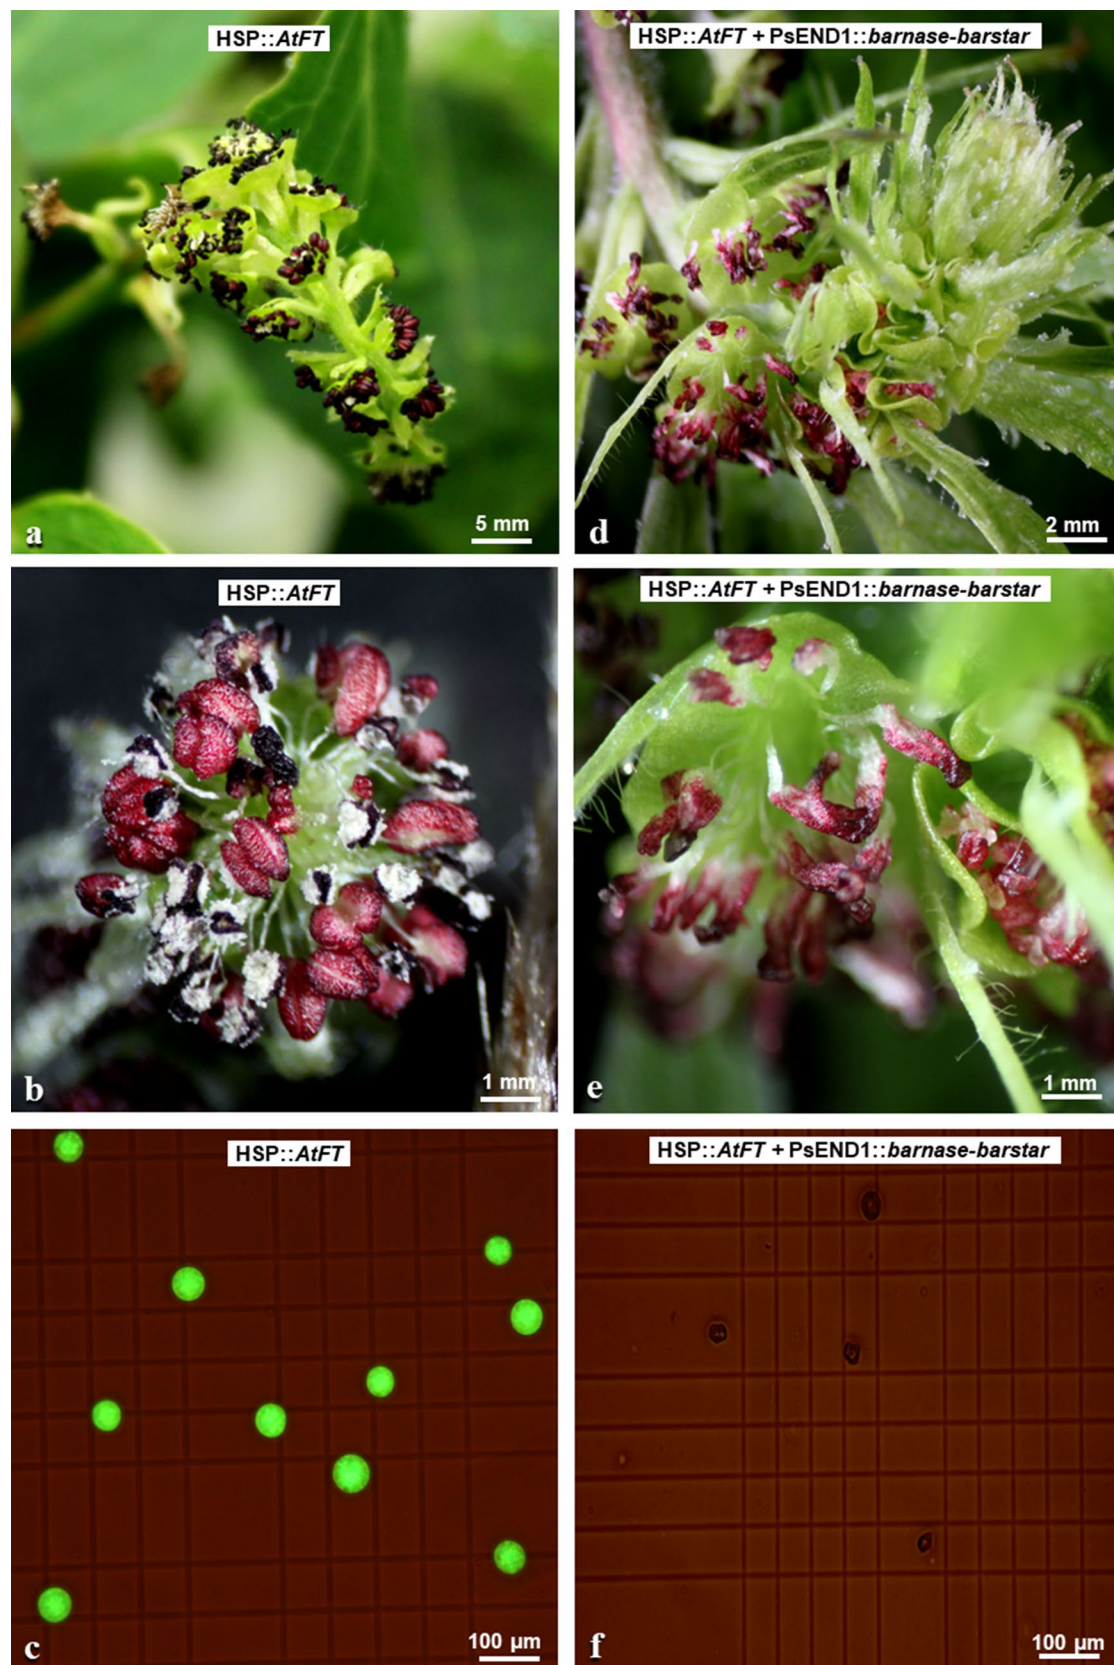 HSP::AtFT
a
5 mm
HSP::AtFT + PsEND1::barnase-barstar
d
2 mm
HSP::AtFT
b
1 mm
HSP::AtFT + PsEND1::barnase-barstar
e
1 mm
HSP::AtFT
c
100 µm
HSP::AtFT + PsEND1::barnase-barstar
f
100 µm